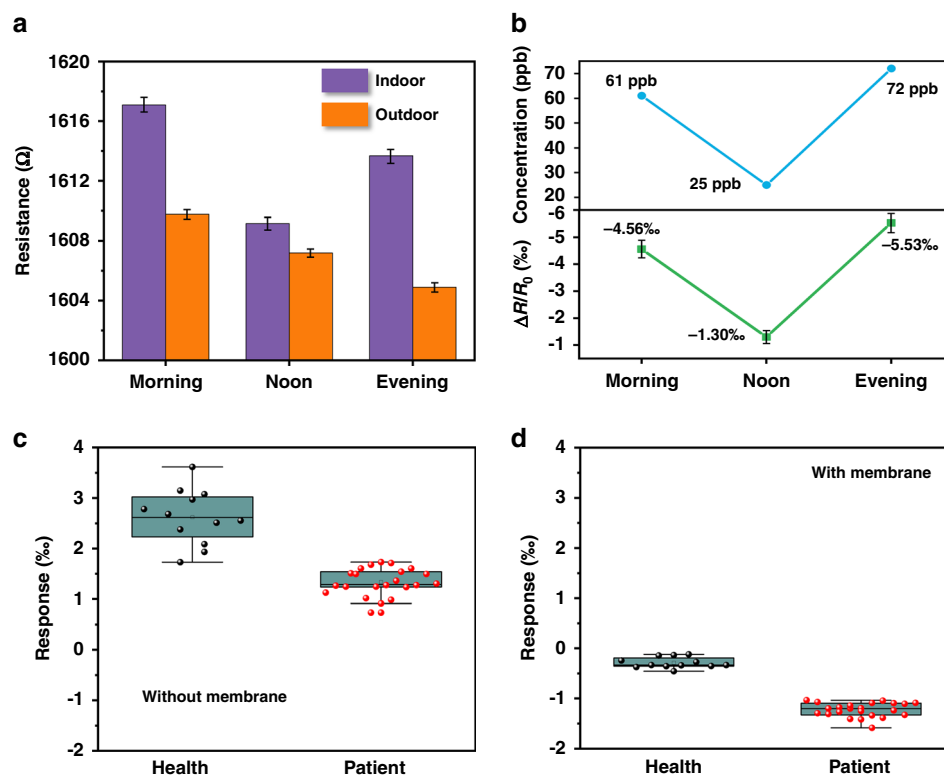 a
1620
1616
1612
1608
1604
1600
Resistance (Ω)
Indoor
Outdoor
Morning Noon Evening
b
70
60
50
40
30
20
Concentration (ppb)
61 ppb
25 ppb
72 ppb
-6
-5
-4
-3
-2
-1
ΔR/R0 (‰)
–4.56‰
–1.30‰
–5.53‰
Morning Noon Evening
c
4
3
2
1
0
-1
-2
Response (‰)
Without membrane
Health Patient
d
4
3
2
1
0
-1
-2
Response (‰)
With membrane
Health Patient